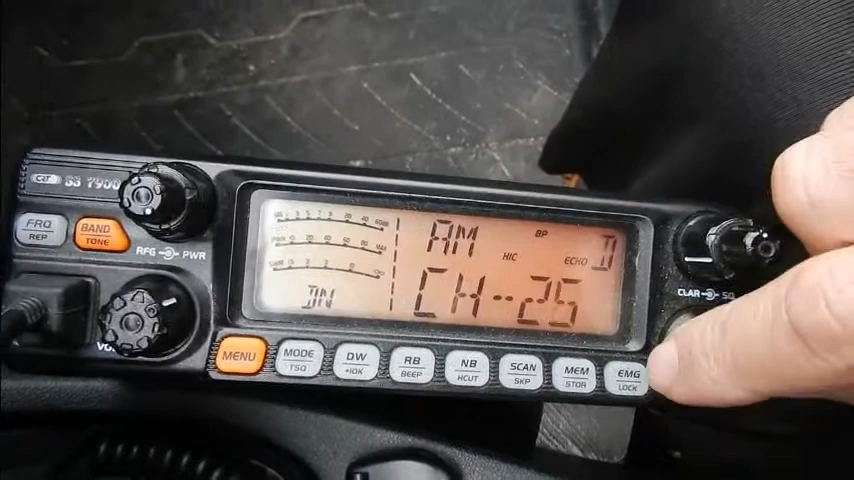 CRT SS 7900
FRQ
REP
BAND
TONE
RFG PWR
AM BP D
HIC ECHO
CH-25
DN
CLAR SQ
MENU
MODE
TSQ
DW
+10K
RB
BEEP
NB
HCUT
SCAN
SKP
MEM
STOR
EMG
LOCK